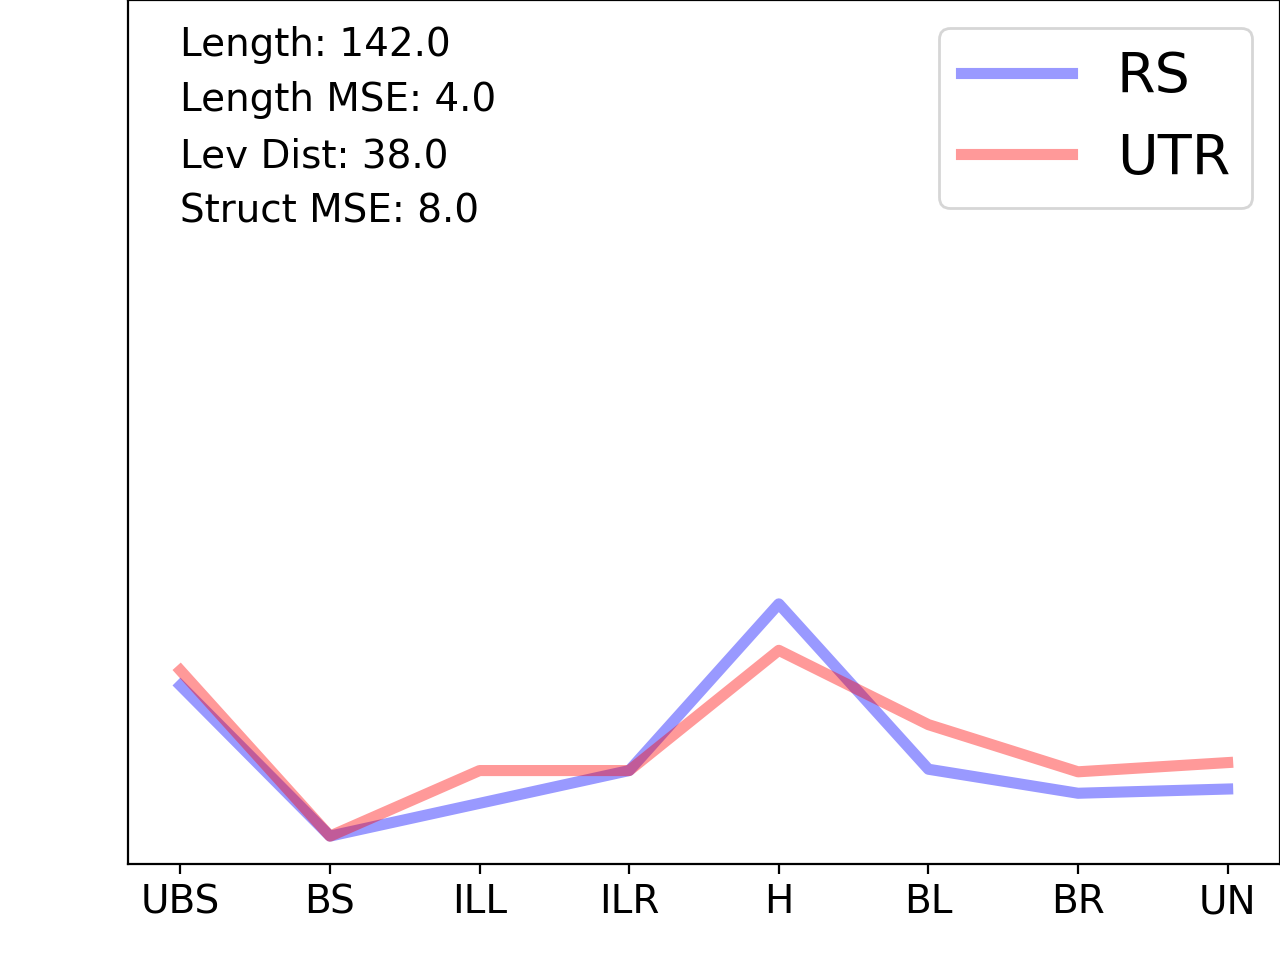 Length: 142.0
Length MSE: 4.0
Lev Dist: 38.0
Struct MSE: 8.0
RS
UTR
UBS BS ILL ILR H BL BR UN